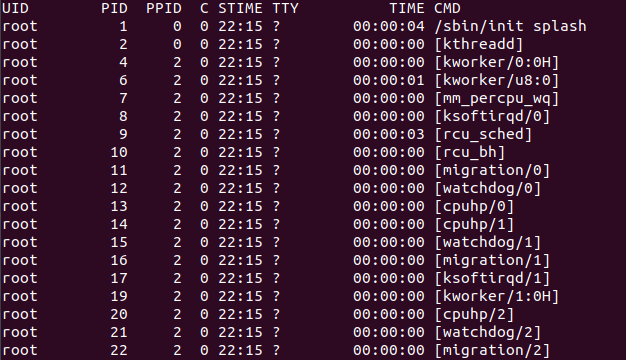 UID        PID  PPID  C STIME TTY          TIME CMD
root         1     0  0 22:15 ?        00:00:04 /sbin/init splash
root         2     0  0 22:15 ?        00:00:00 [kthreadd]
root         4     2  0 22:15 ?        00:00:00 [kworker/0:0H]
root         6     2  0 22:15 ?        00:00:01 [kworker/u8:0]
root         7     2  0 22:15 ?        00:00:00 [mm_percpu_wq]
root         8     2  0 22:15 ?        00:00:00 [ksoftirqd/0]
root         9     2  0 22:15 ?        00:00:03 [rcu_sched]
root        10     2  0 22:15 ?        00:00:00 [rcu_bh]
root        11     2  0 22:15 ?        00:00:00 [migration/0]
root        12     2  0 22:15 ?        00:00:00 [watchdog/0]
root        13     2  0 22:15 ?        00:00:00 [cpuhp/0]
root        14     2  0 22:15 ?        00:00:00 [cpuhp/1]
root        15     2  0 22:15 ?        00:00:00 [watchdog/1]
root        16     2  0 22:15 ?        00:00:00 [migration/1]
root        17     2  0 22:15 ?        00:00:00 [ksoftirqd/1]
root        19     2  0 22:15 ?        00:00:00 [kworker/1:0H]
root        20     2  0 22:15 ?        00:00:00 [cpuhp/2]
root        21     2  0 22:15 ?        00:00:00 [watchdog/2]
root        22     2  0 22:15 ?        00:00:00 [migration/2]